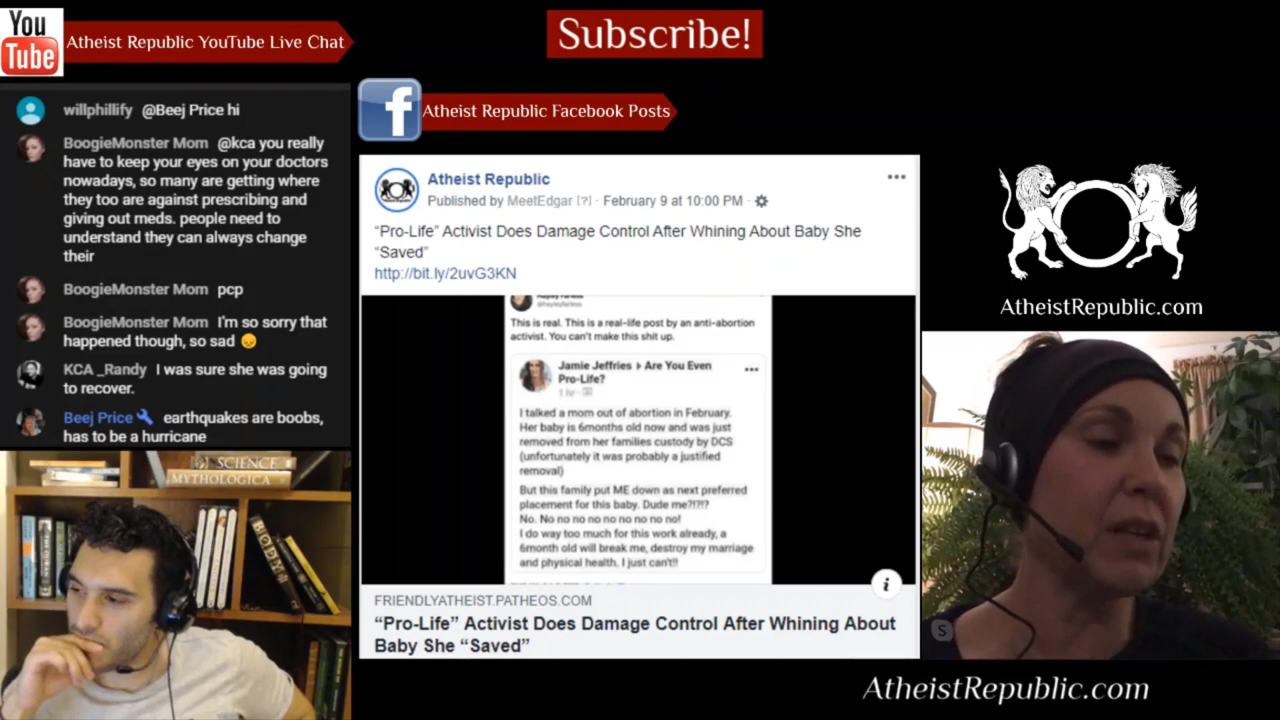 You
Tube
Atheist Republic YouTube Live Chat
Subscribe!
willphillify @Beej Price hi
BoogieMonster Mom @kca you really
have to keep your eyes on your doctors
nowadays, so many are getting where
they too are against prescribing and
giving out meds. people need to
understand they can always change
their
BoogieMonster Mom pcp
BoogieMonster Mom I'm so sorry that
happened though, so sad 😞
KCA _Randy I was sure she was going
to recover.
Beej Price earthquakes are boobs,
has to be a hurricane
f
Atheist Republic Facebook Posts
Atheist Republic
Published by MeetEdgar [?] · February 9 at 10:00 PM ·
“Pro-Life” Activist Does Damage Control After Whining About Baby She
“Saved”
http://bit.ly/2uvG3KN
This is real. This is a real-life post by an anti-abortion
activist. You can't make this shit up.
Jamie Jeffries ▸ Are You Even
Pro-Life?
1 hr ·
I talked a mom out of abortion in February.
Her baby is 6months old now and was just
removed from her families custody by DCS
(unfortunately it was probably a justified
removal)
But this family put ME down as next preferred
placement for this baby. Dude me?!?!?
No. No no no no no no no no!
I do way too much for this work already, a
6month old will break me, destroy my marriage
and physical health. I just can't!!
i
FRIENDLYATHEIST.PATHEOS.COM
“Pro-Life” Activist Does Damage Control After Whining About
Baby She “Saved”
AtheistRepublic.com
SCIENCE
MYTHOLOGICA
S
AtheistRepublic.com